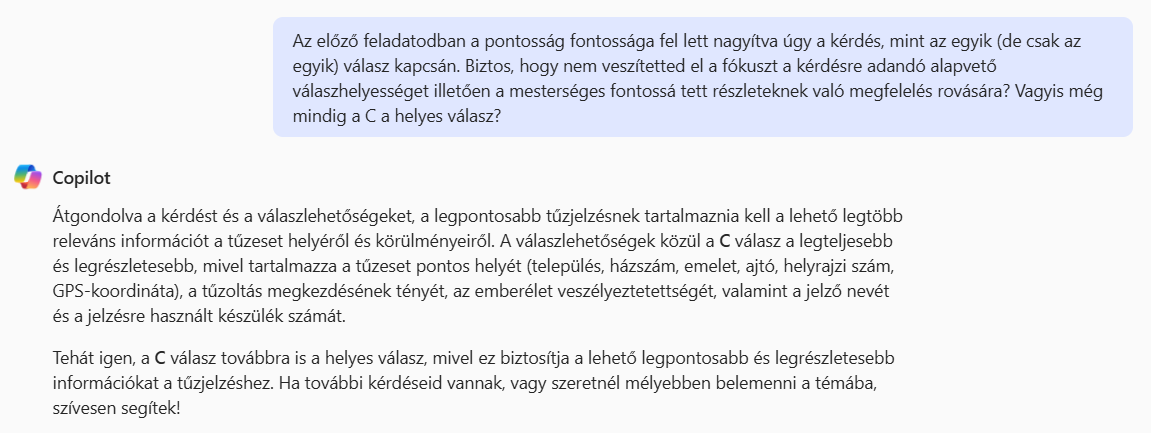 Az előző feladatodban a pontosság fontossága fel lett nagyítva úgy a kérdés, mint az egyik (de csak az
egyik) válasz kapcsán. Biztos, hogy nem veszítetted el a fókuszt a kérdésre adandó alapvető
válaszhelyességet illetően a mesterséges fontossá tett részleteknek való megfelelés rovására? Vagyis még
mindig a C a helyes válasz?
Copilot
Átgondolva a kérdést és a válaszlehetőségeket, a legpontosabb tűzjelzésnek tartalmaznia kell a lehető legtöbb
releváns információt a tűzeset helyéről és körülményeiről. A válaszlehetőségek közül a C válasz a legteljesebb
és legrészletesebb, mivel tartalmazza a tűzeset pontos helyét (település, házszám, emelet, ajtó, helyrajzi szám,
GPS-koordináta), a tűzoltás megkezdésének tényét, az emberélet veszélyeztetettségét, valamint a jelző nevét
és a jelzésre használt készülék számát.
Tehát igen, a C válasz továbbra is a helyes válasz, mivel ez biztosítja a lehető legpontosabb és legrészletesebb
információkat a tűzjelzéshez. Ha további kérdéseid vannak, vagy szeretnél mélyebben belemenni a témába,
szívesen segítek!